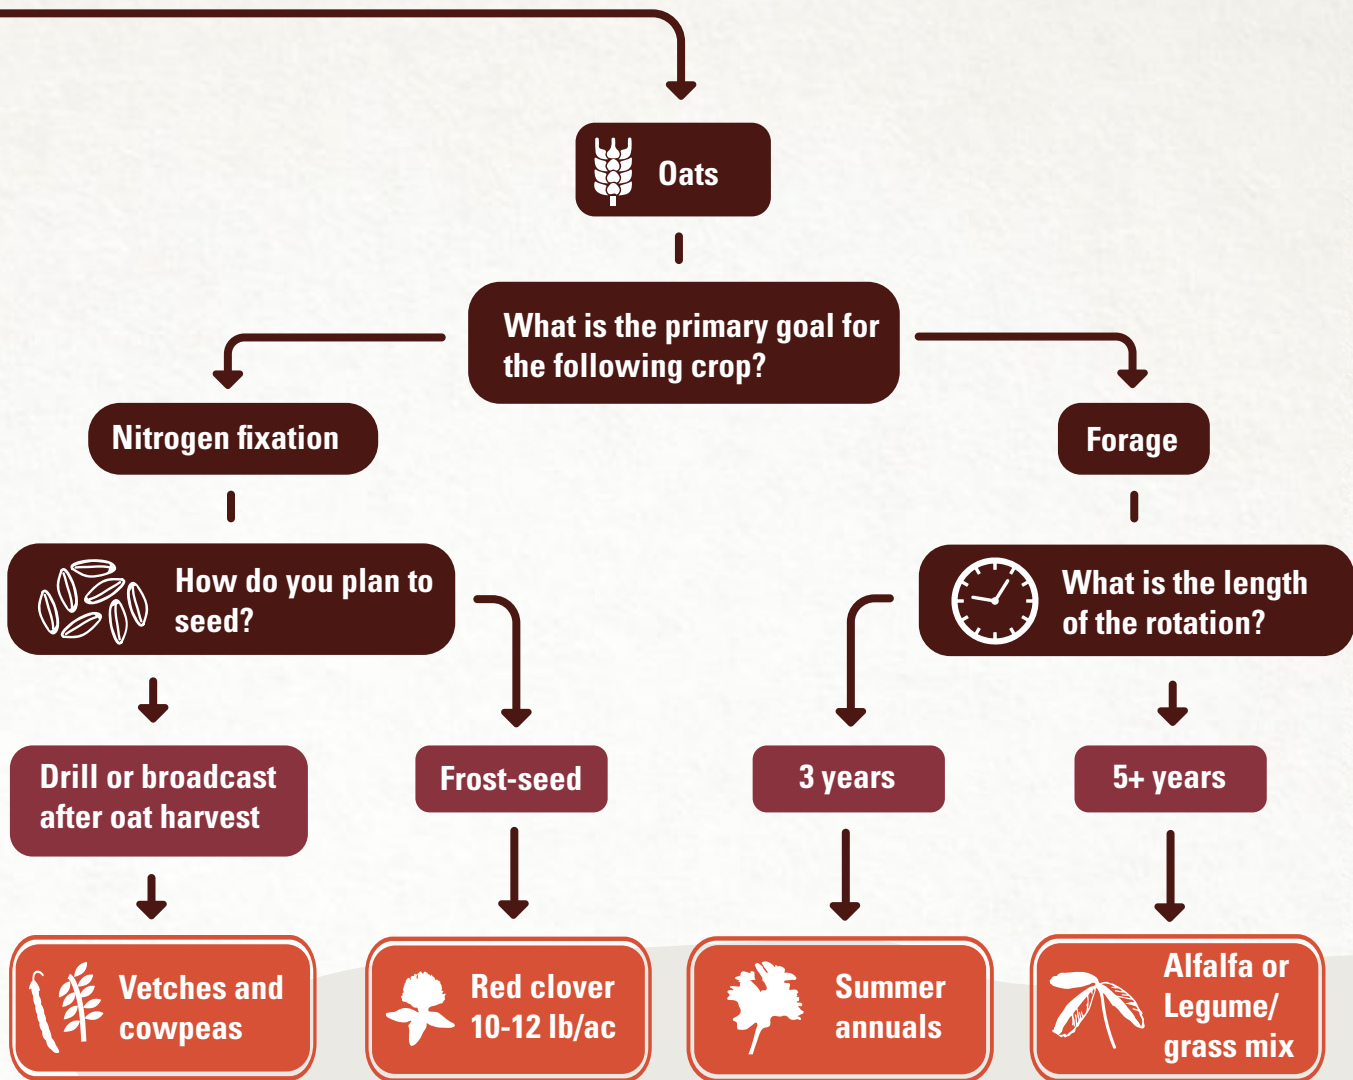 Oats
What is the primary goal for
the following crop?
Nitrogen fixation
Forage
How do you plan to
seed?
What is the length
of the rotation?
Drill or broadcast
after oat harvest
Frost-seed
3 years
5+ years
Vetches and
cowpeas
Red clover
10-12 lb/ac
Summer
annuals
Alfalfa or
Legume/
grass mix